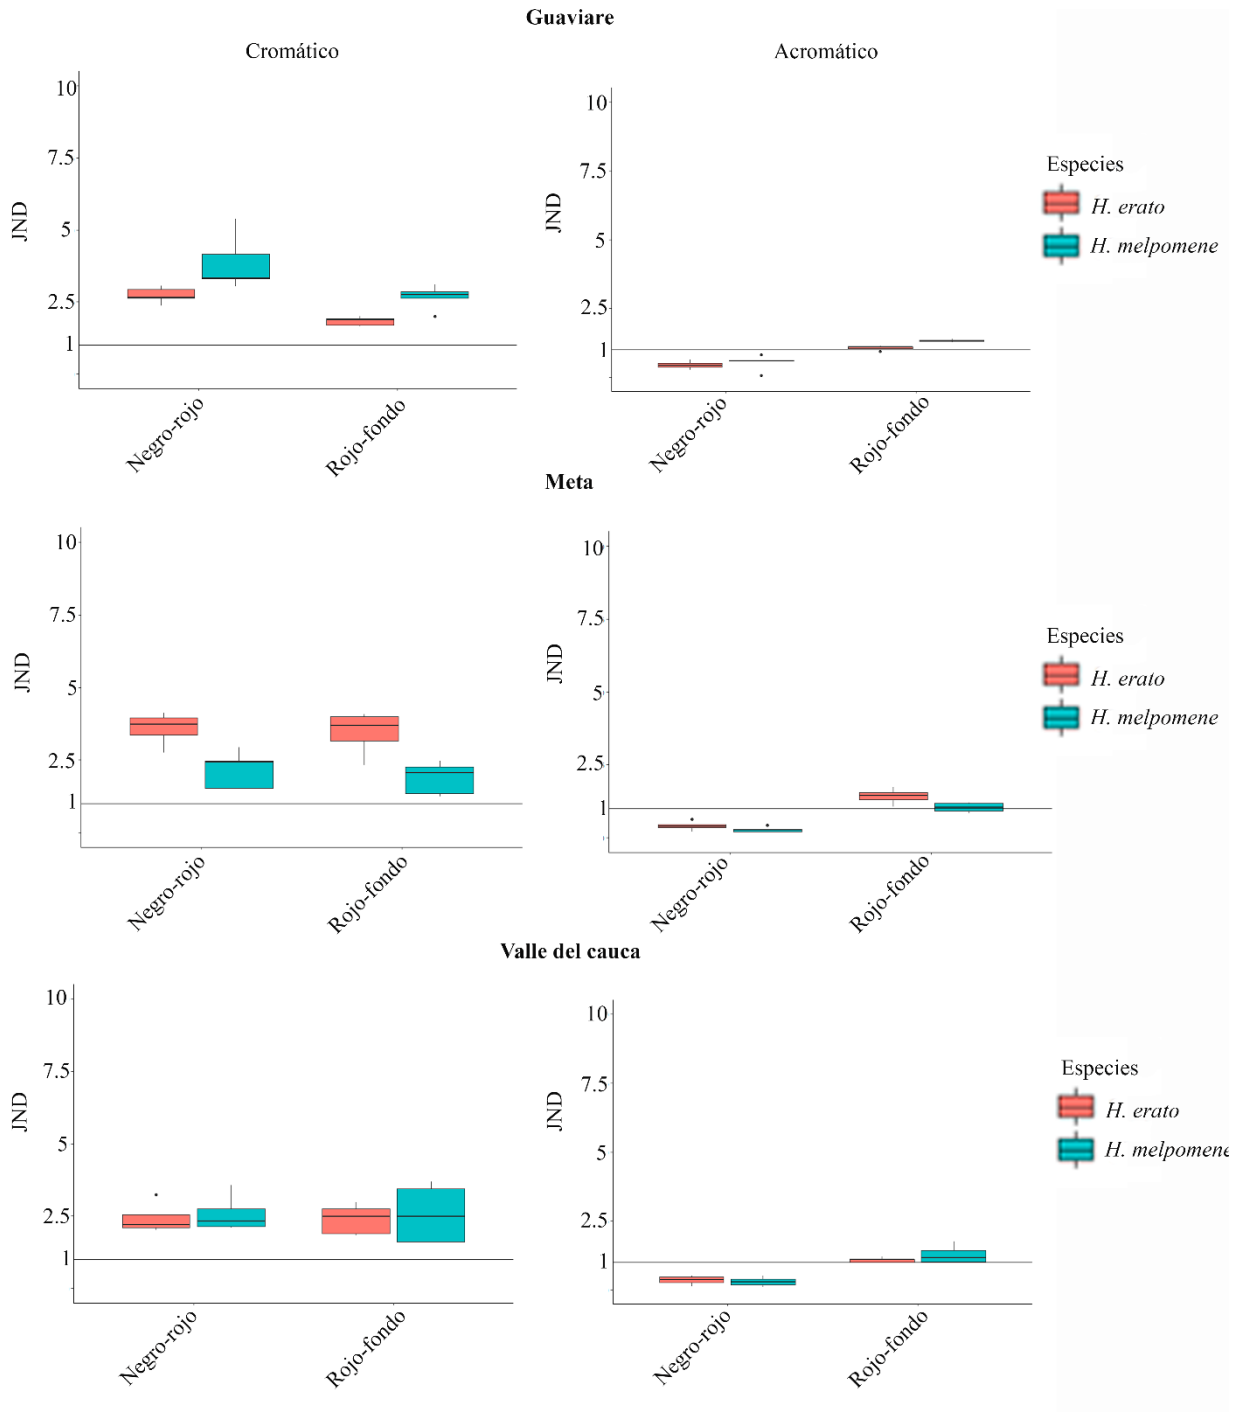 Guaviare
Cromático
Acromático
10
7.5
5
2.5
1
JND
Negro-rojo
Rojo-fondo
10
7.5
5
2.5
1
JND
Negro-rojo
Rojo-fondo
Especies
H. erato
H. melpomene
Meta
10
7.5
5
2.5
1
JND
Negro-rojo
Rojo-fondo
10
7.5
5
2.5
1
JND
Negro-rojo
Rojo-fondo
Especies
H. erato
H. melpomene
Valle del cauca
10
7.5
5
2.5
1
JND
Negro-rojo
Rojo-fondo
10
7.5
5
2.5
1
JND
Negro-rojo
Rojo-fondo
Especies
H. erato
H. melpomene